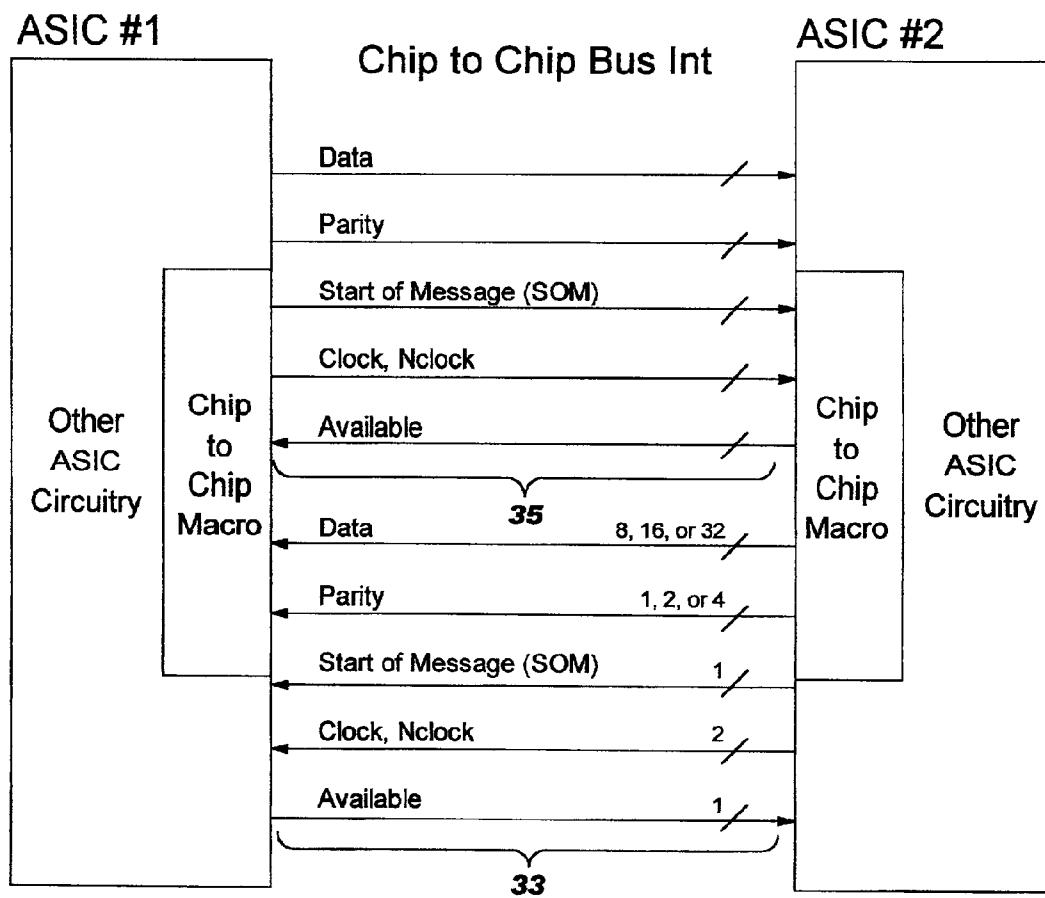 ASIC #1
Chip to Chip Bus Int
ASIC #2
Data
Parity
Start of Message (SOM)
Clock, Nclock
Available
35
Other
ASIC
Circuitry
Chip
to
Chip
Macro
Chip
to
Chip
Macro
Other
ASIC
Circuitry
Data 8, 16, or 32
Parity 1, 2, or 4
Start of Message (SOM) 1
Clock, Nclock 2
Available 1
33